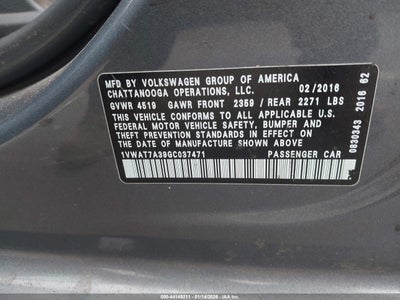 MFD BY VOLKSWAGEN GROUP OF AMERICA
CHATTANOOGA OPERATIONS, LLC. 02/2016
GVWR 4519 GAWR FRONT 2359 / REAR 2271 LBS
THIS VEHICLE CONFORMS TO ALL APPLICABLE U.S.
FEDERAL MOTOR VEHICLE SAFETY, BUMPER AND
THEFT PREVENTION STANDARDS IN EFFECT ON
THE DATE OF MANUFACTURE SHOWN ABOVE
1VWAT7A39GC037471 PASSENGER CAR
0830343 2016 62
000-44149211 - 01/14/2026 - IAA, Inc.